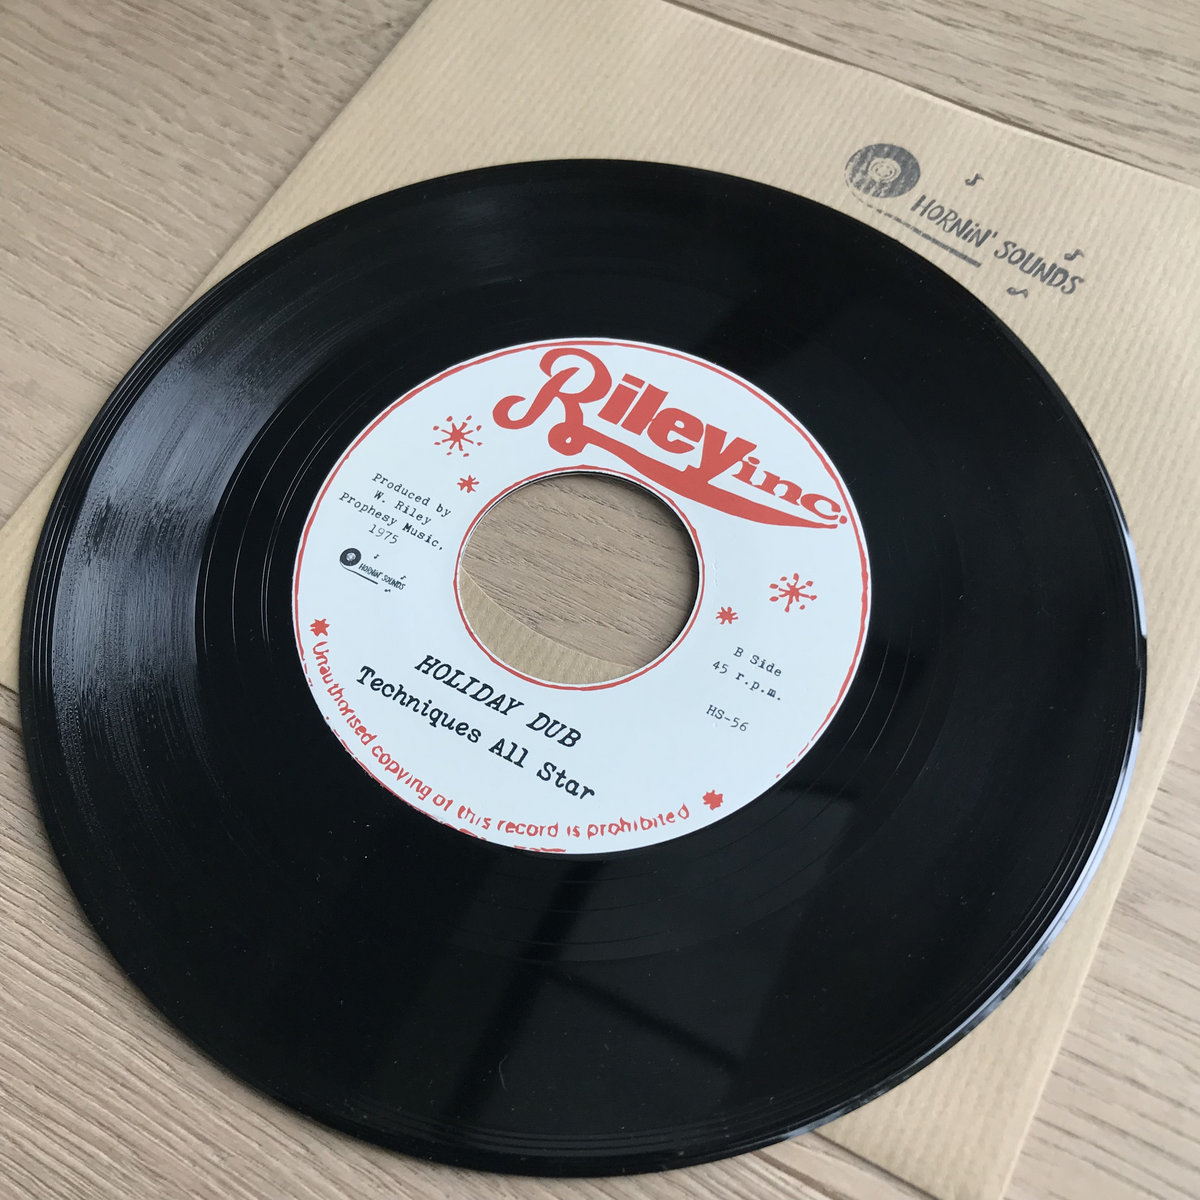 HORNiN' SOUNDS
Riley inc.
Produced by
W. Riley
Prophesy Music,
1975
HORNiN' SOUNDS
B Side
45 r.p.m.
HS-56
HOLIDAY DUB
Techniques All Star
Unauthorised copying of this record is prohibited